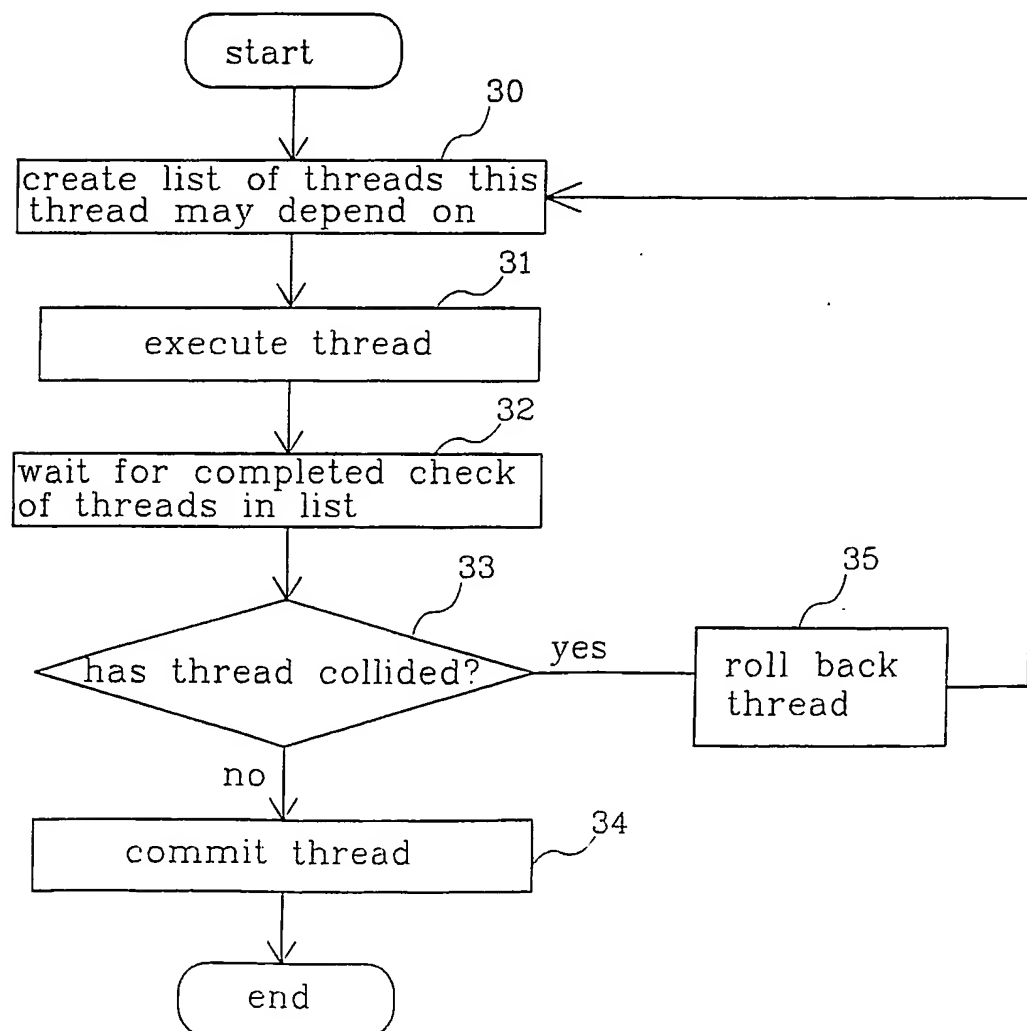 start
30
create list of threads this
thread may depend on
31
execute thread
32
wait for completed check
of threads in list
33
has thread collided?
yes
35
roll back
thread
no
34
commit thread
end